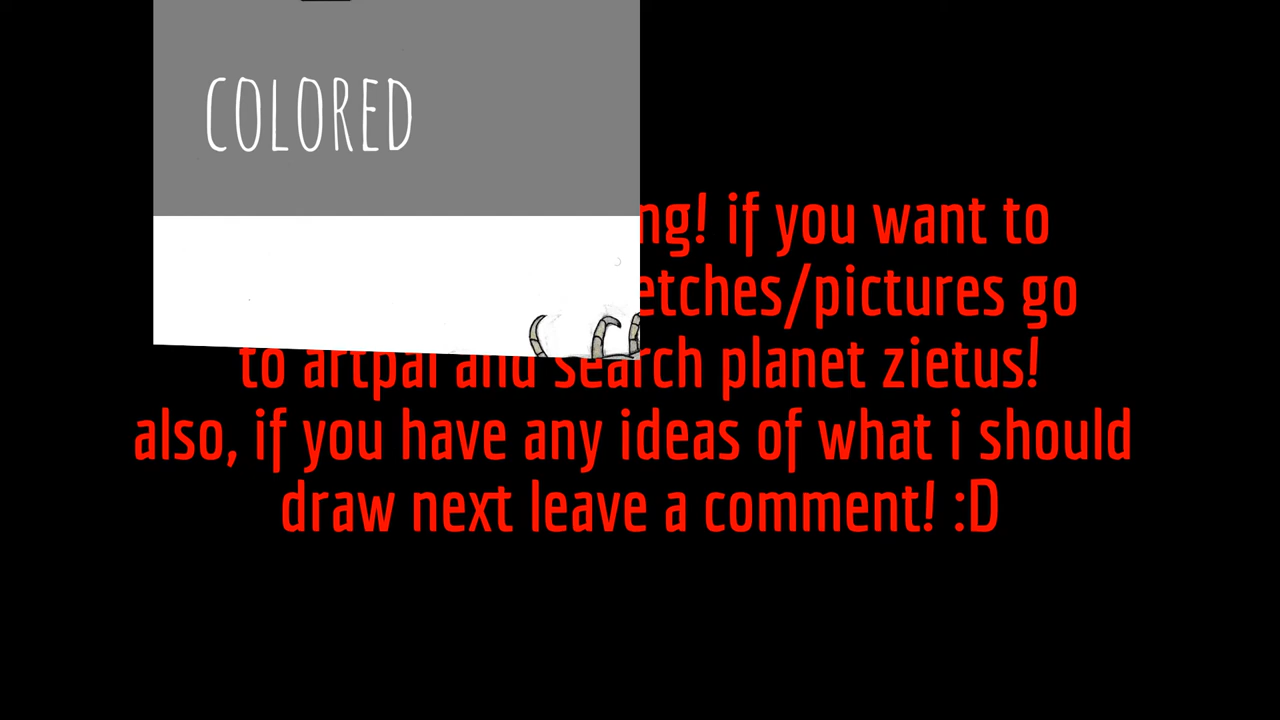 COLORED
ng! if you want to
etches/pictures go
to artpal and search planet zietus!
also, if you have any ideas of what i should
draw next leave a comment! :D